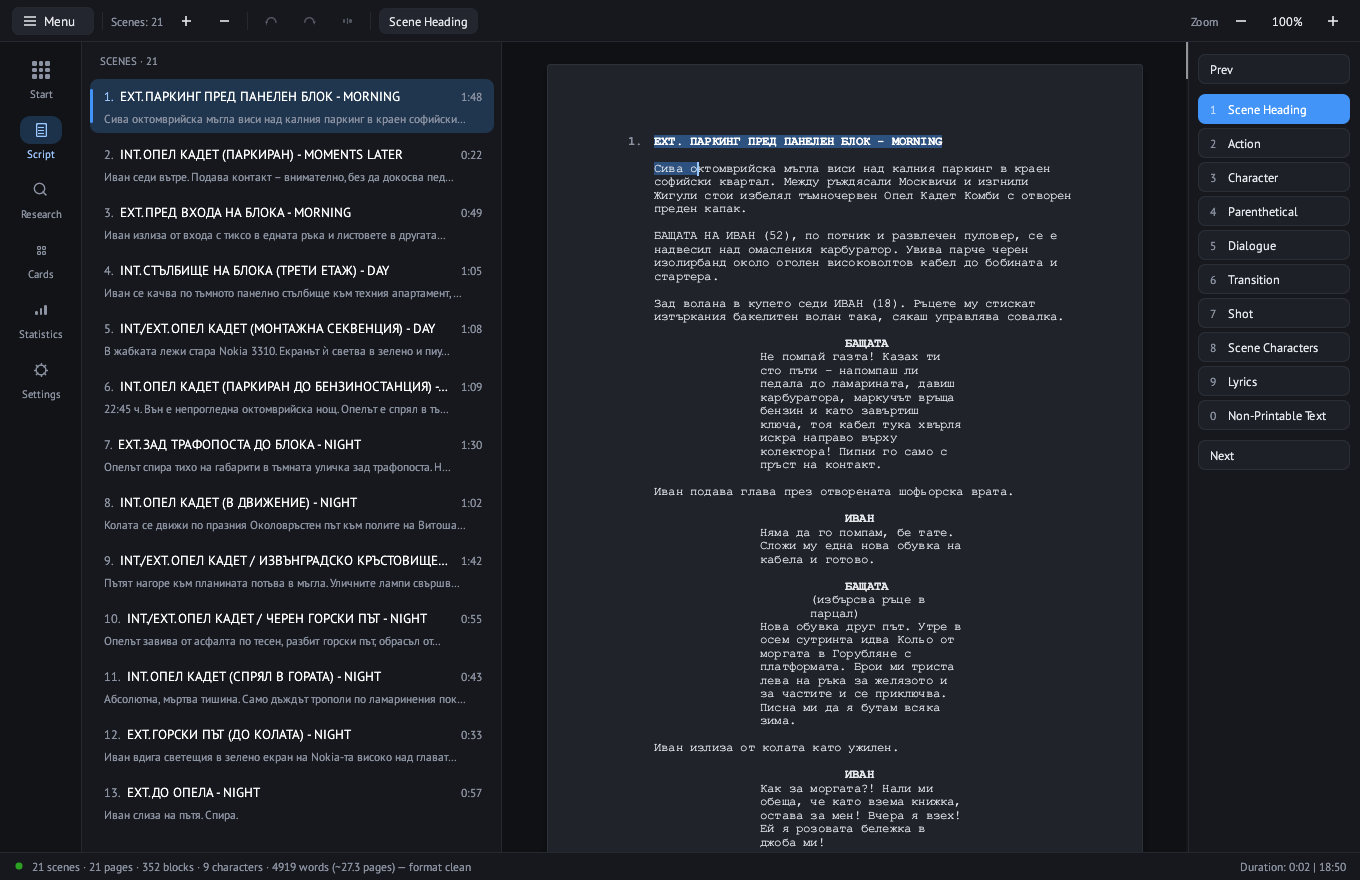 Menu
Scenes: 21
Scene Heading
Zoom
100%
Start
Script
Research
Cards
Statistics
Settings
SCENES · 21
1. EXT.ПАРКИНГ ПРЕД ПАНЕЛЕН БЛОК - MORNING 1:48
Сива октомврийска мъгла виси над калния паркинг в краен софийски...
2. INT.ОПЕЛ КАДЕТ (ПАРКИРАН) - MOMENTS LATER 0:22
Иван седи вътре. Подава контакт – внимателно, без да докосва пед...
3. EXT.ПРЕД ВХОДА НА БЛОКА - MORNING 0:49
Иван излиза от входа с тиксо в едната ръка и листовете в другата...
4. INT.СТЪЛБИЩЕ НА БЛОКА (ТРЕТИ ЕТАЖ) - DAY 1:05
Иван се качва по тъмното панелно стълбище към техния апартамент, ...
5. INT/EXT.ОПЕЛ КАДЕТ (МОНТАЖНА СЕКВЕНЦИЯ) - DAY 1:08
В жабката лежи стара Nokia 3310. Екранът ѝ светва в зелено и пиу...
6. INT/EXT.ОПЕЛ КАДЕТ (ПАРКИРАН ДО БЕНЗИНОСТАНЦИЯ) -... 1:09
22:45 ч. Вън е непрогледна октомврийска нощ. Опелът е спрял в тъ...
7. EXT.ЗАД ТРАФОПОСТА ДО БЛОКА - NIGHT 1:30
Опелът спира тихо на габарити в тъмната уличка зад трафопоста. Н...
8. INT.ОПЕЛ КАДЕТ (В ДВИЖЕНИЕ) - NIGHT 1:02
Колата се движи по празния Околовръстен път към полите на Витоша...
9. INT/EXT.ОПЕЛ КАДЕТ / ИЗВЪНГРАДСКО КРЪСТОВИЩЕ... 1:42
Пътят нагоре към планината потъва в мъгла. Уличните лампи свършв...
10. INT/EXT.ОПЕЛ КАДЕТ / ЧЕРЕН ГОРСКИ ПЪТ - NIGHT 0:55
Опелът завива от асфалта по тесен, разбит горски път, обрасъл от...
11. INT.ОПЕЛ КАДЕТ (СПРЯЛ В ГОРАТА) - NIGHT 0:43
Абсолютна, мъртва тишина. Само дъждът трополи по ламаринения пок...
12. EXT.ГОРСКИ ПЪТ (ДО КОЛАТА) - NIGHT 0:33
Иван вдига светещия в зелено екран на Nokia-та високо над глават...
13. EXT.ДО ОПЕЛА - NIGHT 0:57
Иван слиза на пътя. Спира.
1. EXT. ПАРКИНГ ПРЕД ПАНЕЛЕН БЛОК - MORNING
Сива октомврийска мъгла виси над калния паркинг в краен
софийски квартал. Между ръждясали Москвичи и изгнили
Жигули стои избелял тъмночервен Опел Кадет Комби с отворен
преден капак.
БАЩАТА НА ИВАН (52), по потник и развлечен пуловер, се е
надвесил над омасления карбуратор. Увива парче черен
изолирбанд около оголен високоволтов кабел до бобината и
стартера.
Зад волана в купето седи ИВАН (18). Ръцете му стискат
изтъркания бакелитен волан така, сякаш управлява совалка.
БАЩАТА
Не помпай газта! Казах ти
сто пъти – напомпаш ли
педала до ламарината, давиш
карбуратора, маркучът връща
бензин и като завъртиш
ключа, тоя кабел тука хвърля
искра направо върху
колектора! Пипни го само с
пръст на контакт.
Иван подава глава през отворената шофьорска врата.
ИВАН
Няма да го помпам, бе тате.
Сложи му една нова обувка на
кабела и готово.
БАЩАТА
(избърсва ръце в
парцал)
Нова обувка друг път. Утре в
осем сутринта идва Кольо от
моргата в Горубляне с
платформата. Брои ми триста
лева на ръка за желязото и
за частите и се приключва.
Писна ми да я бутам всяка
зима.
Иван излиза от колата като ужилен.
ИВАН
Как за моргата?! Нали ми
обеща, че като взема книжка,
остава за мен! Вчера я взех!
Ей я розовата бележка в
джоба ми!
Prev
1 Scene Heading
2 Action
3 Character
4 Parenthetical
5 Dialogue
6 Transition
7 Shot
8 Scene Characters
9 Lyrics
0 Non-Printable Text
Next
21 scenes · 21 pages · 352 blocks · 9 characters · 4919 words (~27.3 pages) — format clean
Duration: 0:02 | 18:50